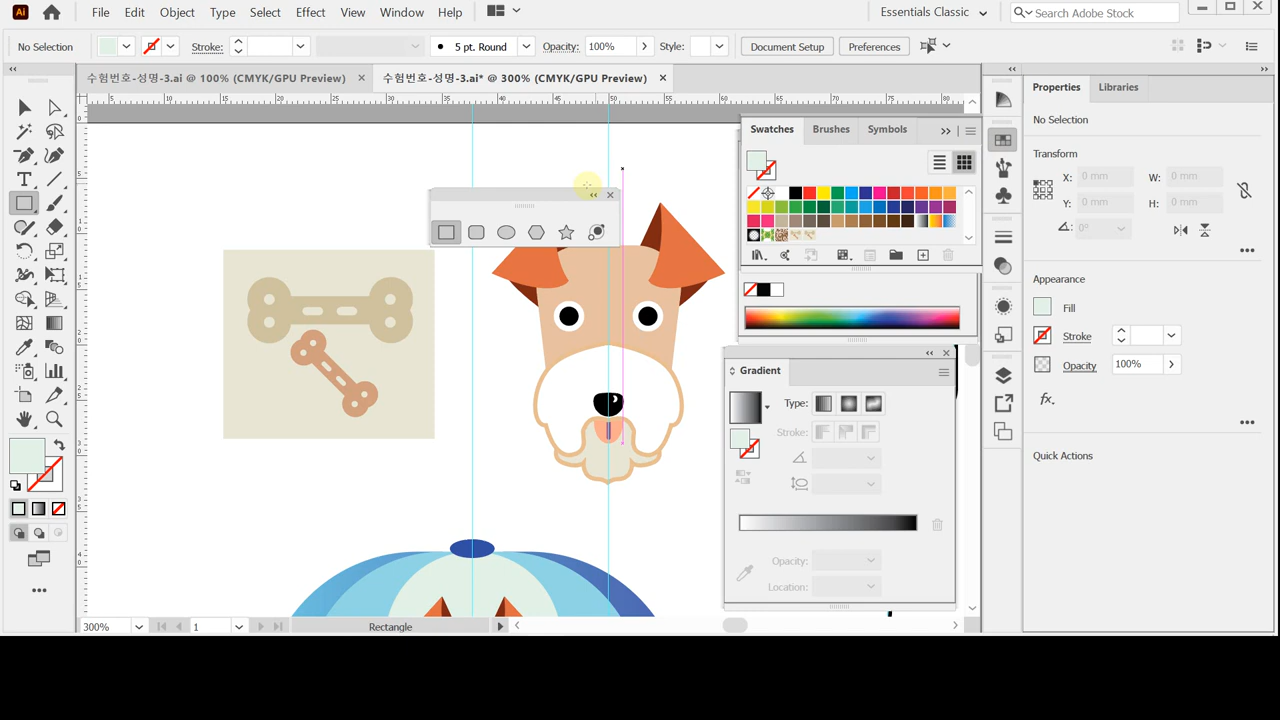 Ai File Edit Object Type Select Effect View Window Help Essentials Classic Search Adobe Stock
No Selection Stroke: 5 pt. Round Opacity: 100% Style: Document Setup Preferences
수험번호-성명-3.ai @ 100% (CMYK/GPU Preview) × 수험번호-성명-3.ai* @ 300% (CMYK/GPU Preview) ×
Swatches Brushes Symbols
Properties Libraries
No Selection
Transform
X: 0 mm W: 0 mm
Y: 0 mm H: 0 mm
0°
Appearance
Fill
Stroke
Opacity 100%
fx.
Quick Actions
Gradient
Type:
Stroke:
Opacity:
Location:
300% 1 Rectangle